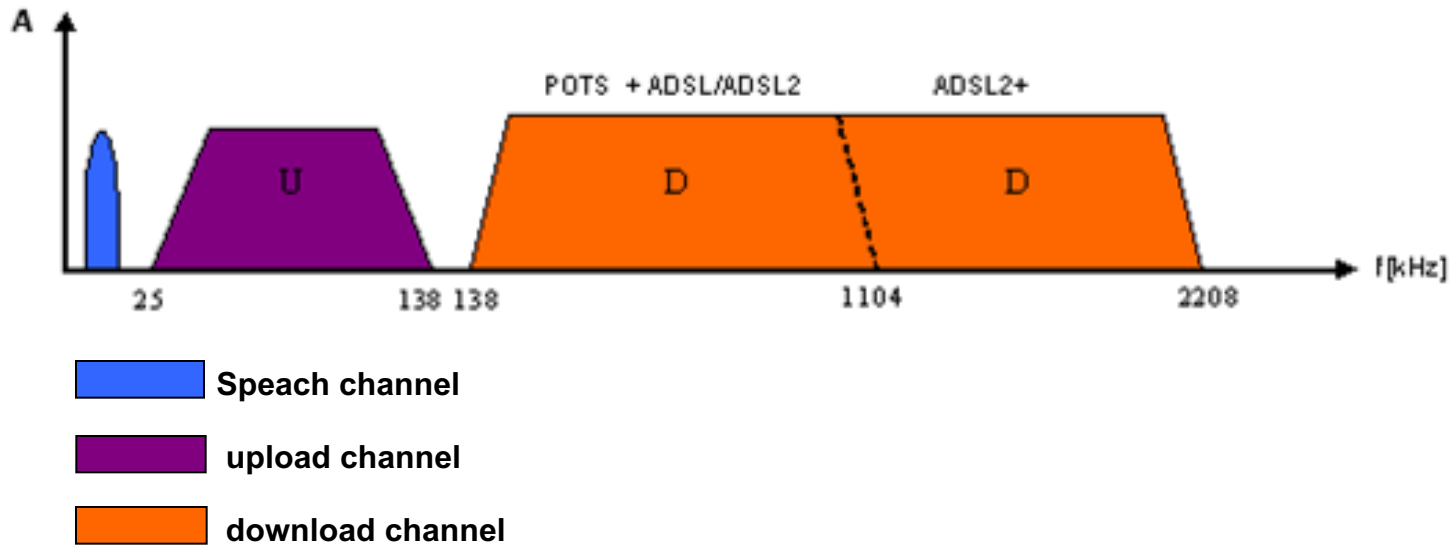 A
POTS + ADSL/ADSL2 ADSL2+
U D D
25 138 138 1104 2208 f[kHz]
Speach channel
upload channel
download channel